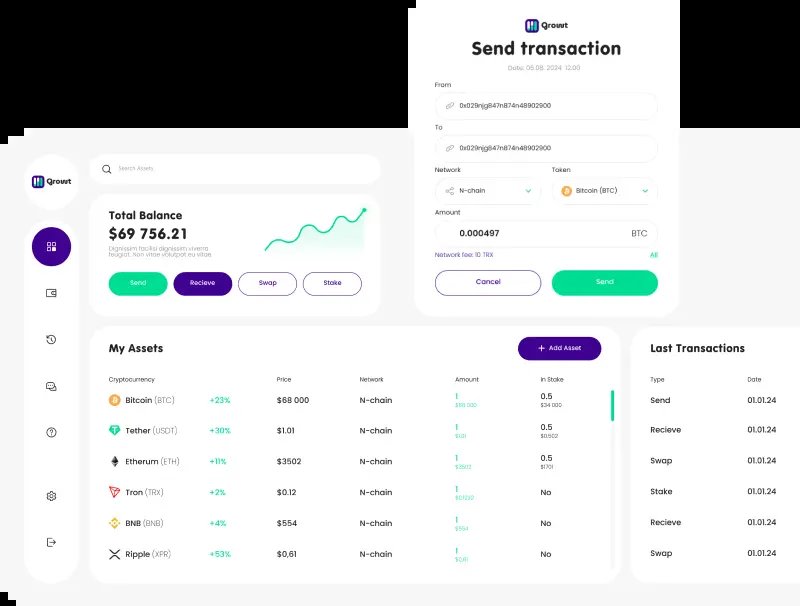 Growt
Send transaction
Date: 06.08. 2024 12.00
From
0x029njg847n874n48902900
To
0x029njg847n874n48902900
Network
Token
N-chain
Bitcoin (BTC)
Amount
0.000497
BTC
Network fee: 10 TRX
All
Cancel
Send
Growt
Search Assets
Total Balance
$69 756.21
Dignissim facilisi dignissim viverra
feugiat. Non vitae volutpat eu vitae.
Send
Recieve
Swap
Stake
My Assets
Add Asset
Cryptocurrency
Price
Network
Amount
in Stake
Bitcoin (BTC) +23% $68 000 N-chain 1 0.5
$68 000 $34 000
Tether (USDT) +30% $1.01 N-chain 1 0.5
$1.01 $0.502
Etherum (ETH) +11% $3502 N-chain 1 0.5
$3502 $1701
Tron (TRX) +2% $0.12 N-chain 1 No
$0.1222
BNB (BNB) +4% $554 N-chain 1 No
$554
Ripple (XPR) +53% $0,61 N-chain 1 No
$0,61
Last Transactions
Type Date
Send 01.01.24
Recieve 01.01.24
Swap 01.01.24
Stake 01.01.24
Recieve 01.01.24
Swap 01.01.24